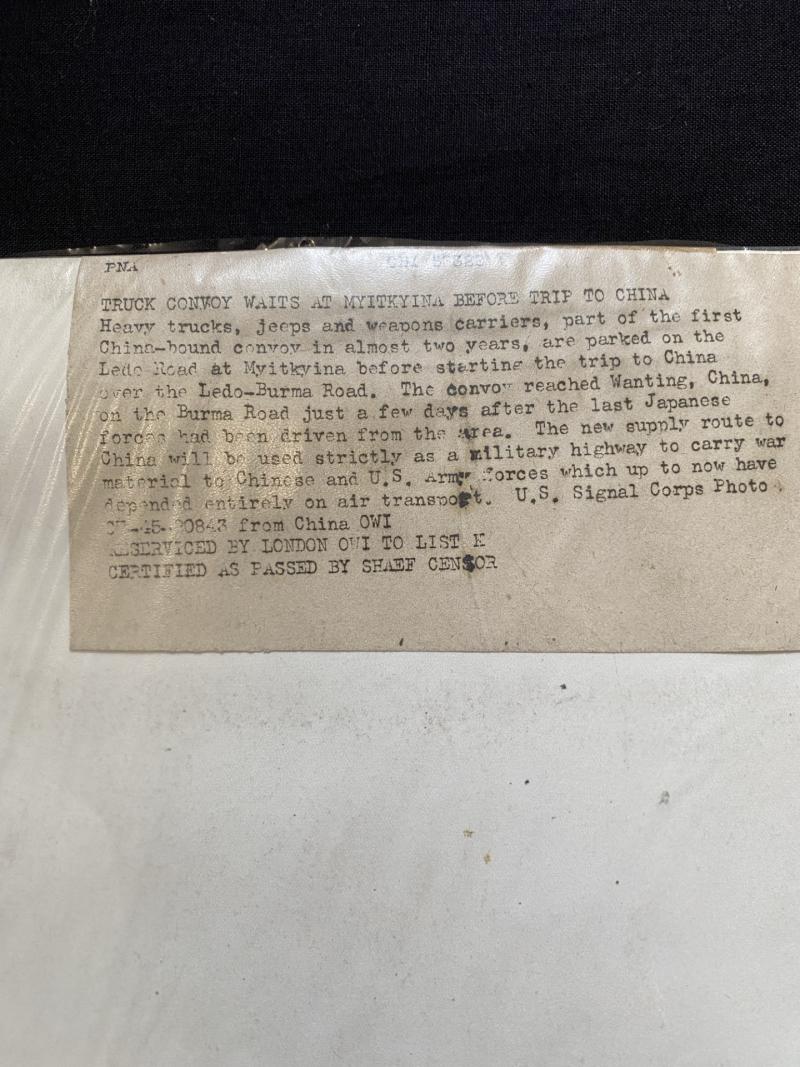 PNA
TRUCK CONVOY WAITS AT MYITKYINA BEFORE TRIP TO CHINA
Heavy trucks, jeeps and weapons carriers, part of the first
China-bound convoy in almost two years, are parked on the
Ledo Road at Myitkyina before starting the trip to China
over the Ledo-Burma Road. The convoy reached Wanting, China,
on the Burma Road just a few days after the last Japanese
forces had been driven from the area. The new supply route to
China will be used strictly as a military highway to carry war
material to Chinese and U.S. Army forces which up to now have
depended entirely on air transport. U.S. Signal Corps Photo
from China OWI
RESERVICED BY LONDON OWI TO LIST K
CERTIFIED AS PASSED BY SHAEF CENSOR